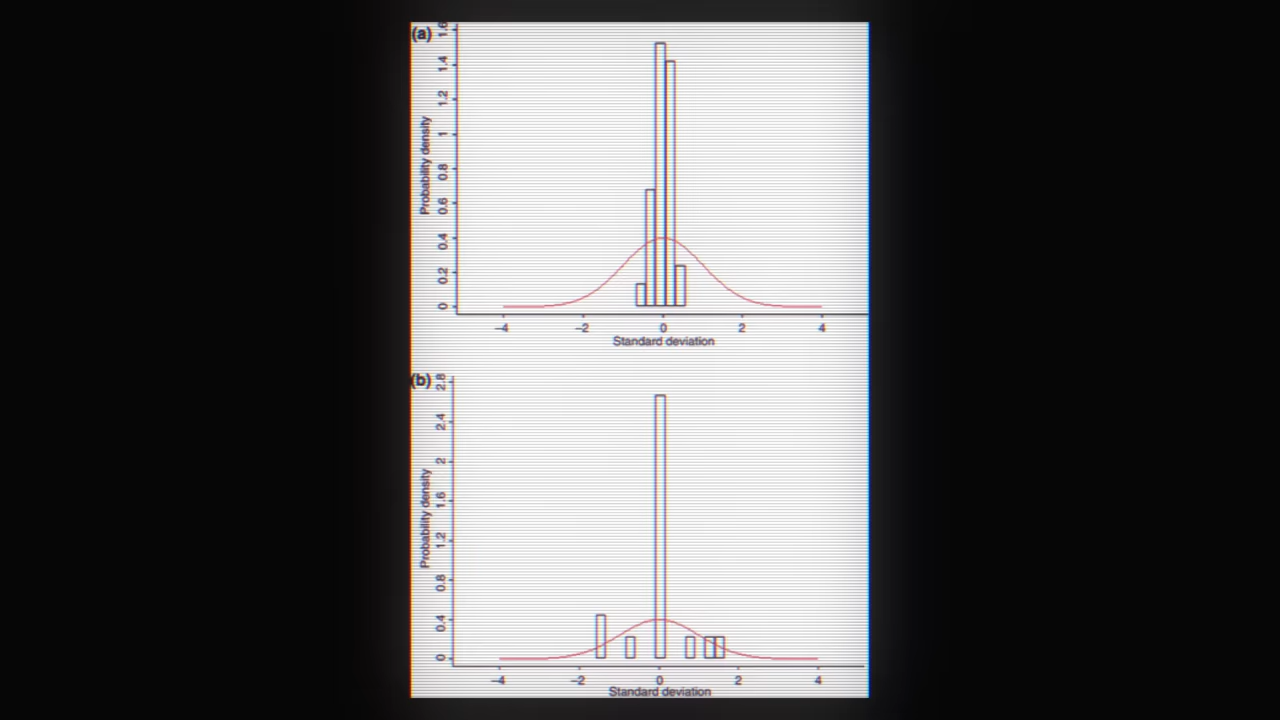 (a)
Probability density
1.6
1.4
1.2
1
0.8
0.6
0.4
0.2
0
−4 −2 0 2 4
Standard deviation
(b)
Probability density
2.8
2.4
2
1.6
1.2
0.8
0.4
0
−4 −2 0 2 4
Standard deviation